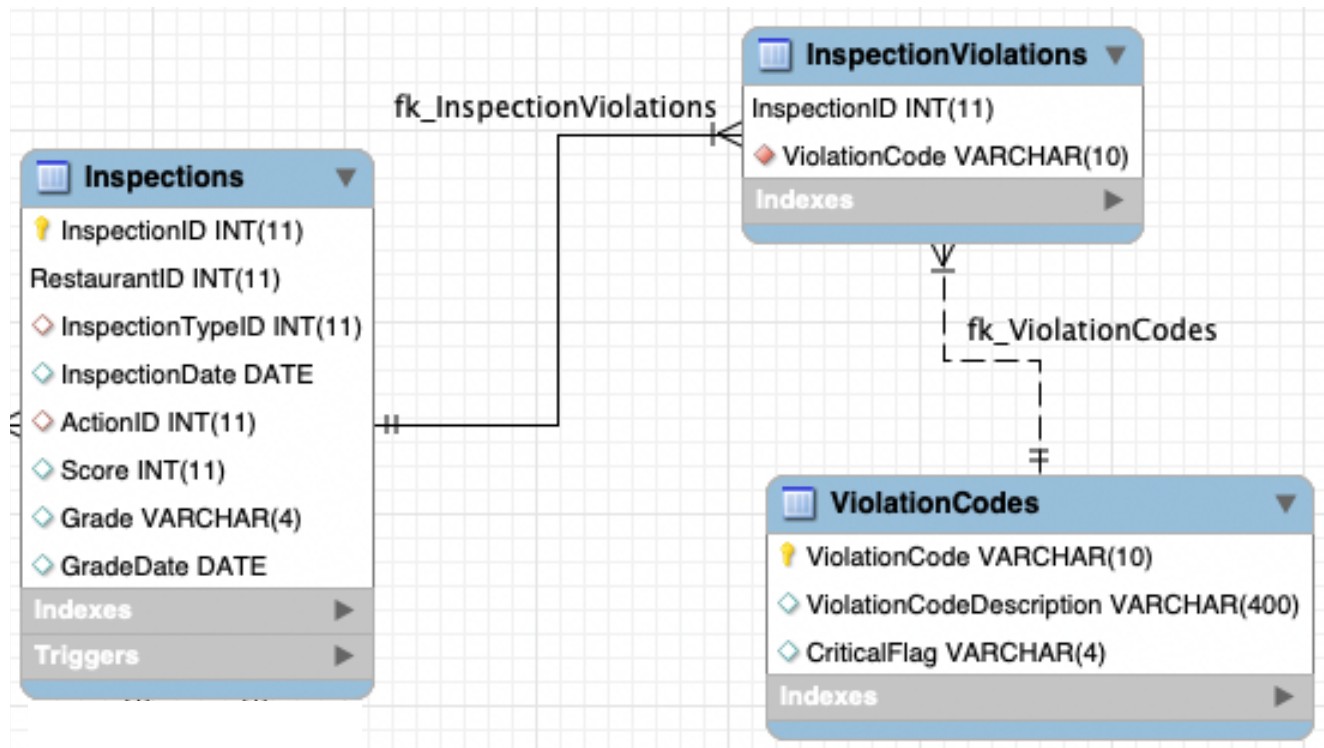 InspectionViolations
InspectionID INT(11)
ViolationCode VARCHAR(10)
Indexes
fk_InspectionViolations
Inspections
InspectionID INT(11)
RestaurantID INT(11)
InspectionTypeID INT(11)
InspectionDate DATE
ActionID INT(11)
Score INT(11)
Grade VARCHAR(4)
GradeDate DATE
Indexes
Triggers
fk_ViolationCodes
ViolationCodes
ViolationCode VARCHAR(10)
ViolationCodeDescription VARCHAR(400)
CriticalFlag VARCHAR(4)
Indexes